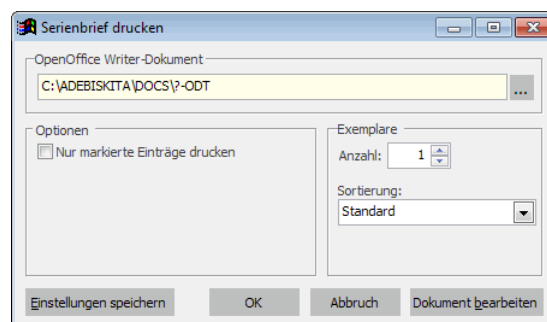 Serienbrief drucken
OpenOffice Writer-Dokument
C:\ADEBISKITA\DOCS\?-ODT
...
Optionen
Nur markierte Einträge drucken
Exemplare
Anzahl: 1
Sortierung:
Standard
Einstellungen speichern OK Abbruch Dokument bearbeiten